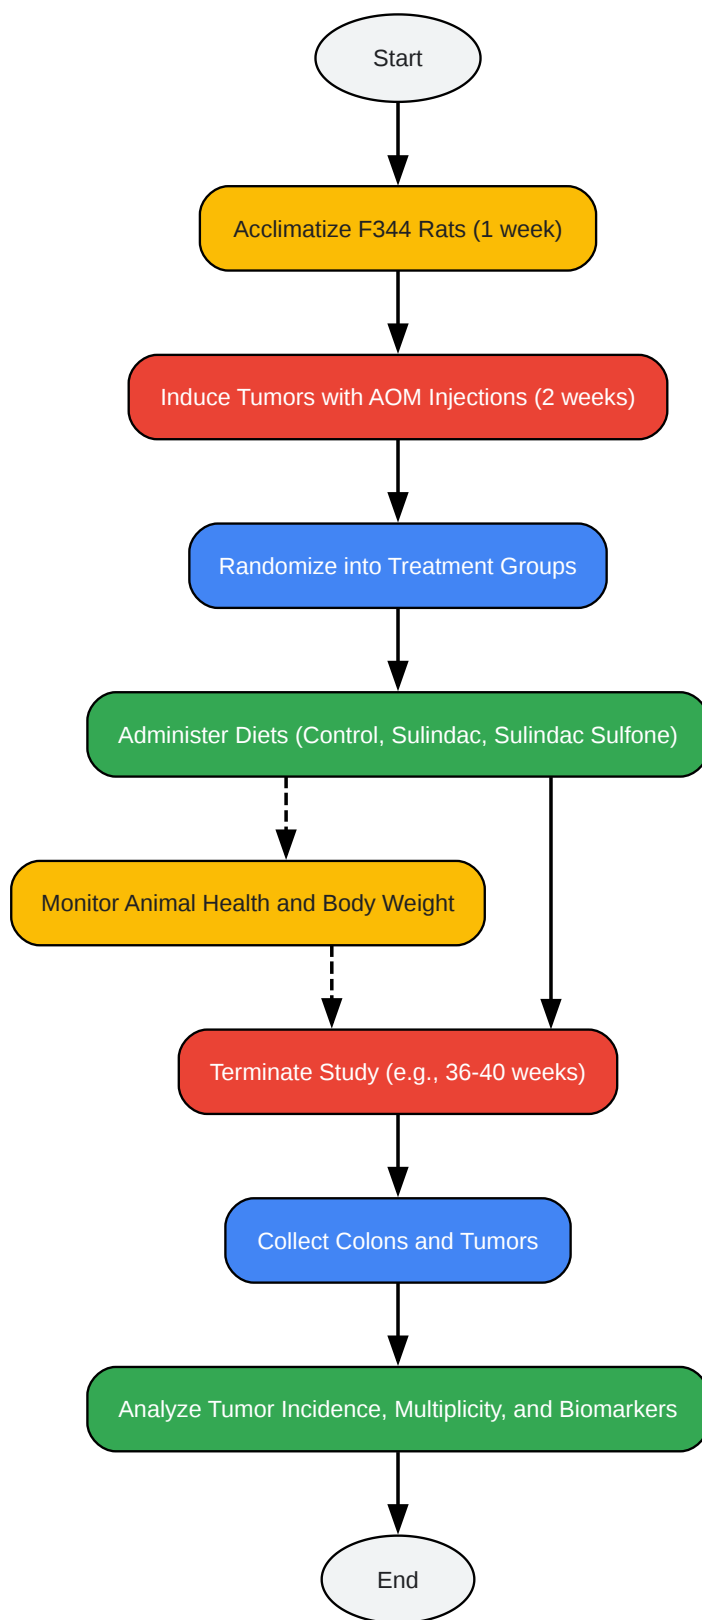 Start
Acclimatize F344 Rats (1 week)
Induce Tumors with AOM Injections (2 weeks)
Randomize into Treatment Groups
Administer Diets (Control, Sulindac, Sulindac Sulfone)
Monitor Animal Health and Body Weight
Terminate Study (e.g., 36-40 weeks)
Collect Colons and Tumors
Analyze Tumor Incidence, Multiplicity, and Biomarkers
End